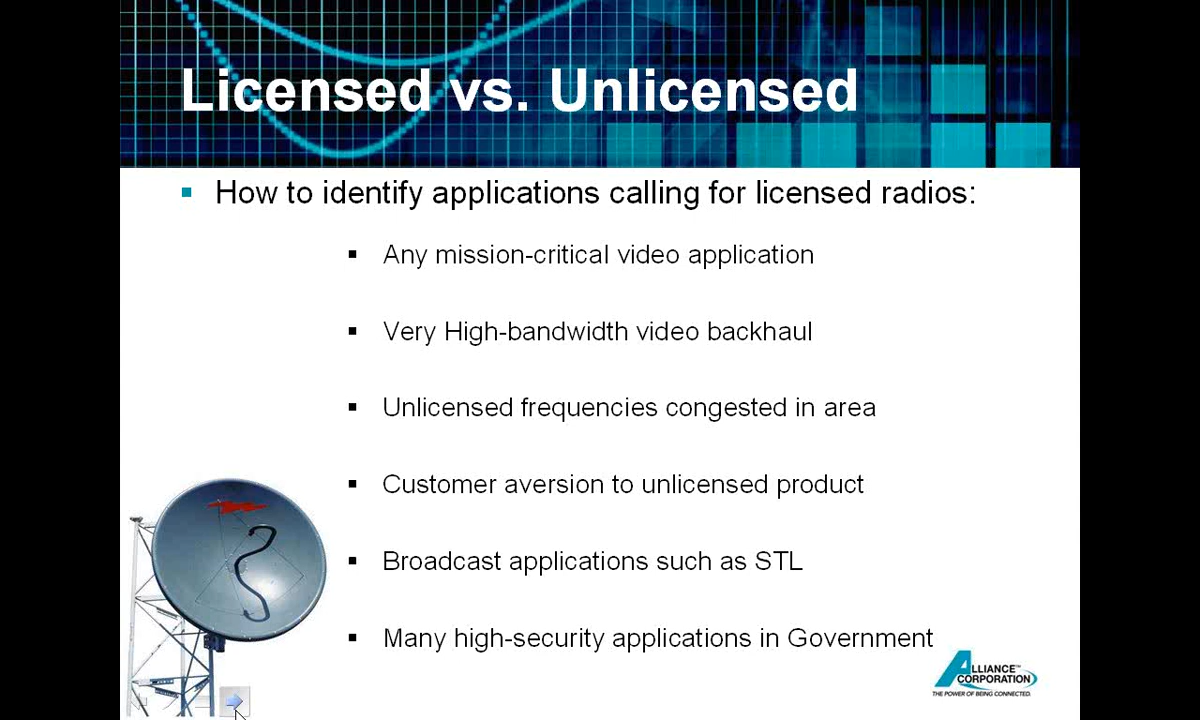 Licensed vs. Unlicensed
How to identify applications calling for licensed radios:
Any mission-critical video application
Very High-bandwidth video backhaul
Unlicensed frequencies congested in area
Customer aversion to unlicensed product
Broadcast applications such as STL
Many high-security applications in Government
ALLIANCE™
CORPORATION
THE POWER OF BEING CONNECTED.